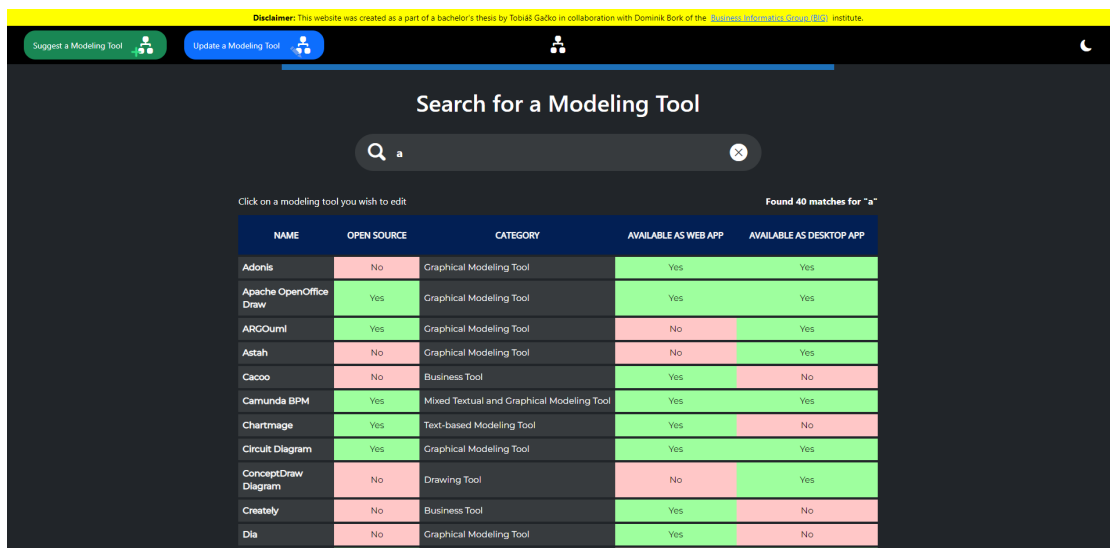 Disclaimer: This website was created as a part of a bachelor's thesis by Tobiáš Gačko in collaboration with Dominik Bork of the Business Informatics Group (BIG) institute.
Suggest a Modeling Tool
Update a Modeling Tool
Search for a Modeling Tool
a
Click on a modeling tool you wish to edit
Found 40 matches for "a"
NAME OPEN SOURCE CATEGORY AVAILABLE AS WEB APP AVAILABLE AS DESKTOP APP
Adonis No Graphical Modeling Tool Yes Yes
Apache OpenOffice
Draw Yes Graphical Modeling Tool Yes Yes
ARGOuml Yes Graphical Modeling Tool No Yes
Astah No Graphical Modeling Tool No Yes
Cacoo No Business Tool Yes No
Camunda BPM Yes Mixed Textual and Graphical Modeling Tool Yes Yes
Chartmage Yes Text-based Modeling Tool Yes No
Circuit Diagram Yes Graphical Modeling Tool Yes Yes
ConceptDraw
Diagram No Drawing Tool No Yes
Creately No Business Tool Yes No
Dia No Graphical Modeling Tool Yes No